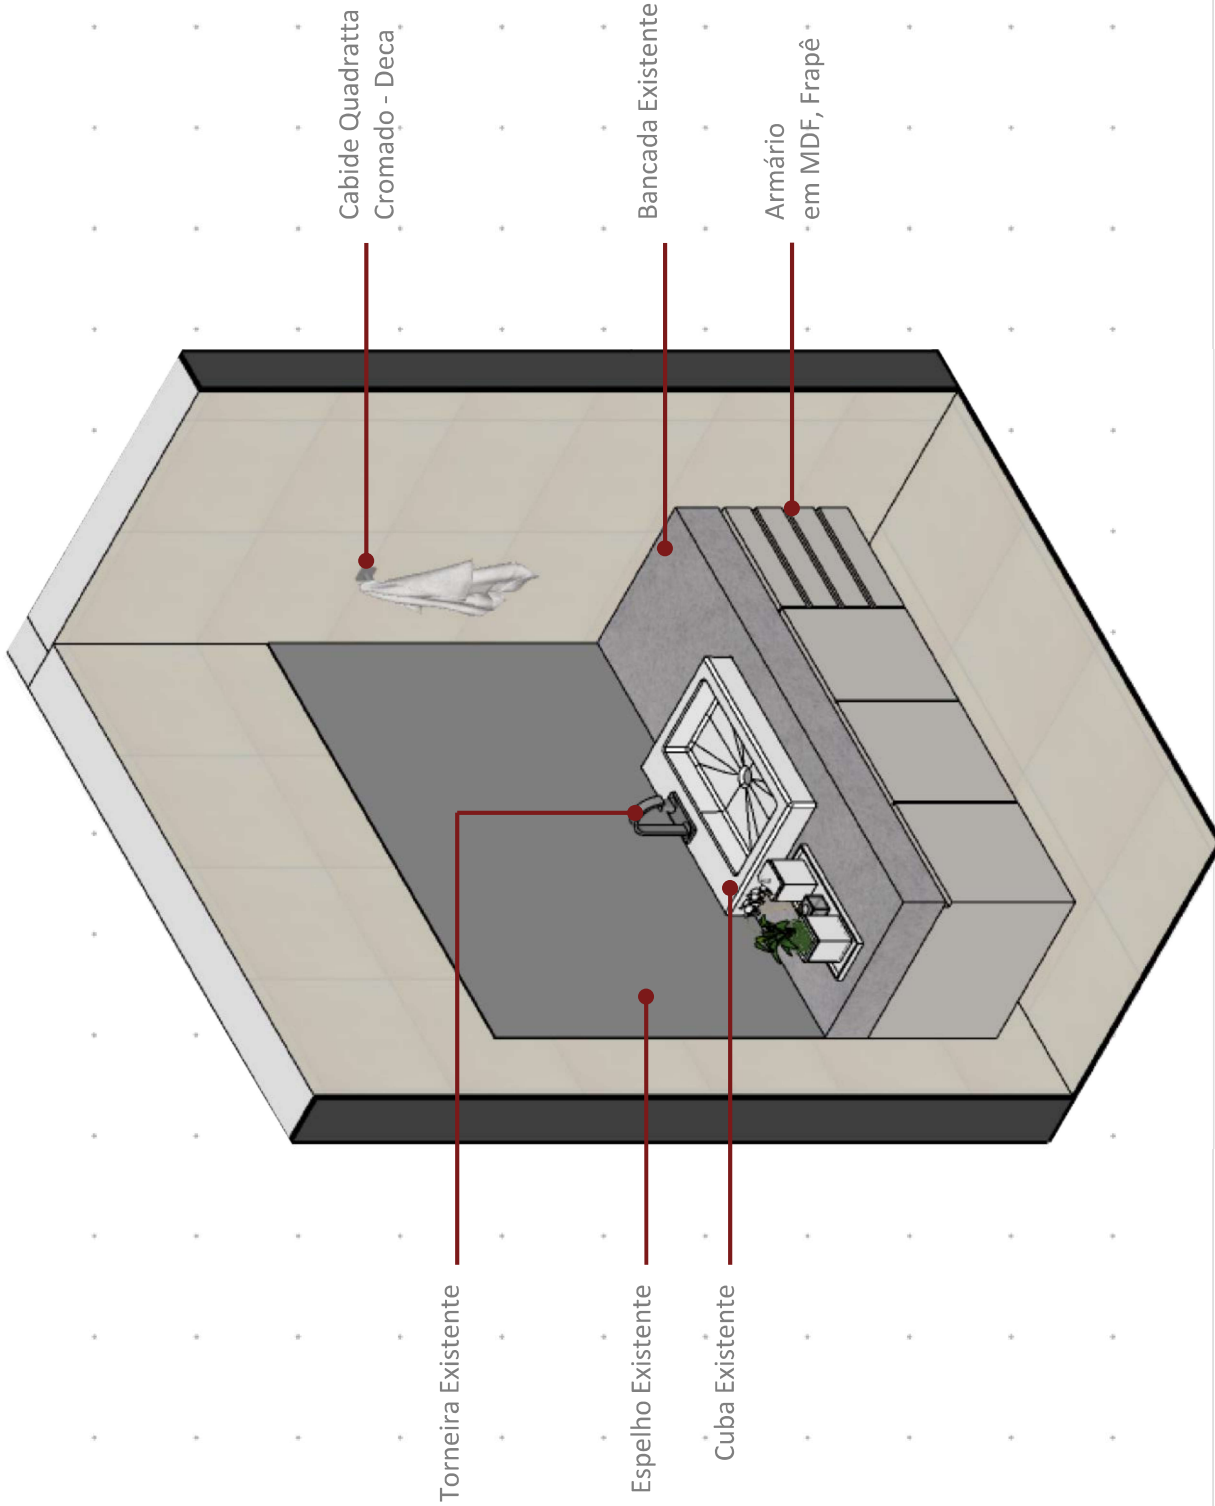 Torneira Existente
Espelho Existente
Cuba Existente
Cabide Quadratta
Cromado - Deca
Bancada Existente
Armário
em MDF, Frapê